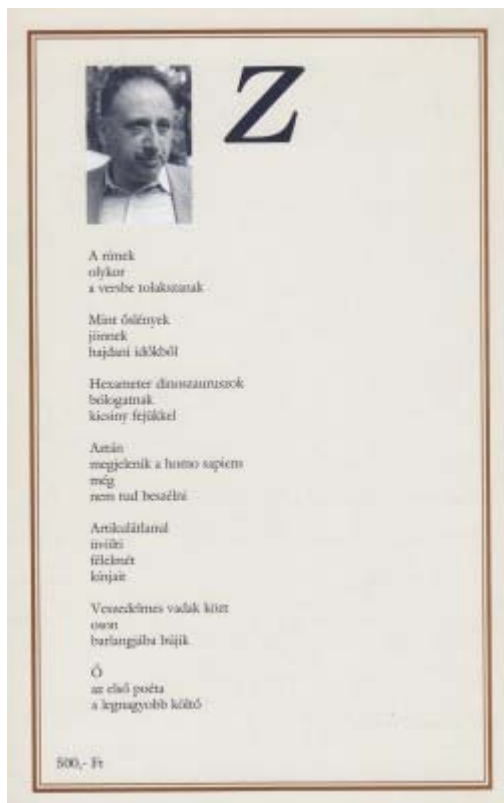 Z
A rímek
olykor
a versbe tolakszanak
Mint őslények
jönnek
hajdani időkből
Hexameter dinoszauruszok
bólogatnak
kicsiny fejükkel
Aztán
megjelenik a homo sapiens
még
nem tud beszélni
Artikulátlanul
üvölti
félelmét
kínjait
Veszedelmes vadak közt
oson
barlangjába bújik
Ő
az első poéta
a legnagyobb költő
500,- Ft